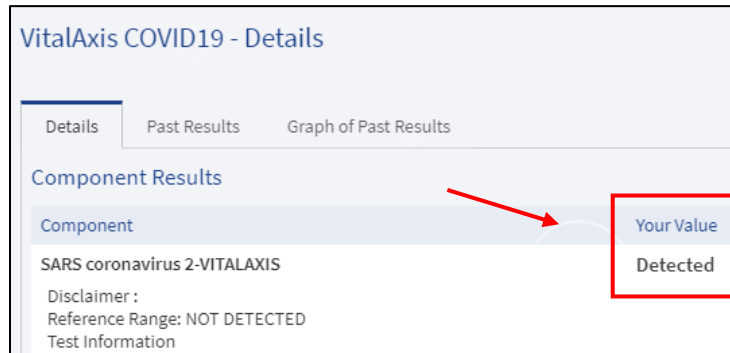 VitalAxis COVID19 - Details
Details Past Results Graph of Past Results
Component Results
Component Your Value
SARS coronavirus 2-VITALAXIS Detected
Disclaimer :
Reference Range: NOT DETECTED
Test Information